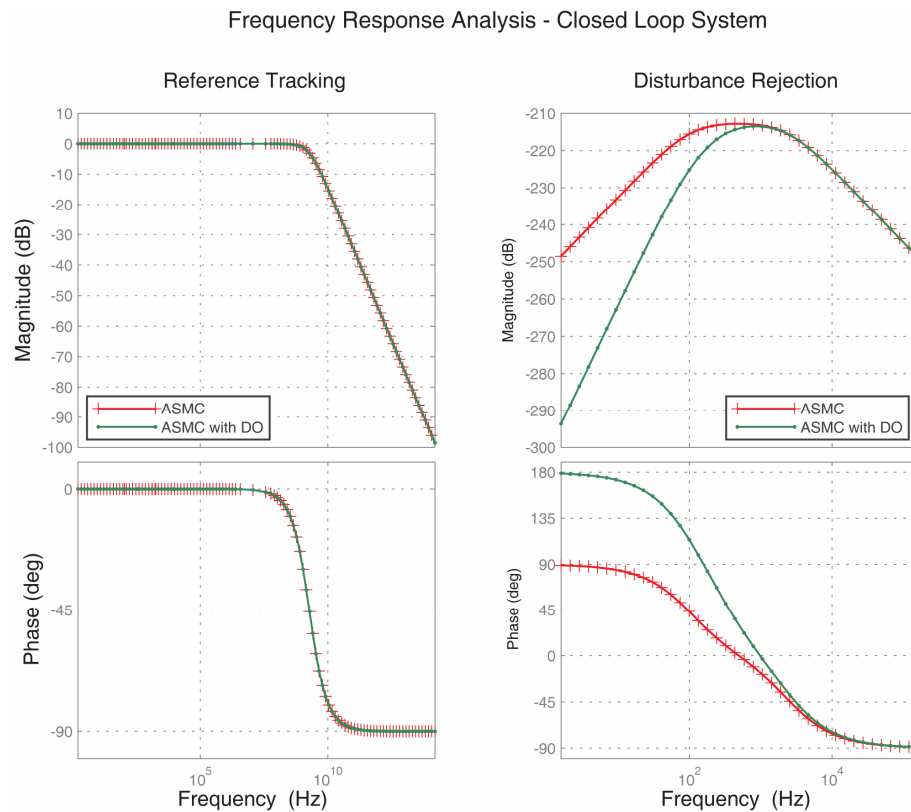 Frequency Response Analysis - Closed Loop System
Reference Tracking
Magnitude (dB)
10
0
-10
-20
-30
-40
-50
-60
-70
-80
-90
-100
ASMC
ASMC with DO
Phase (deg)
0
-45
-90
10^5
10^10
Frequency (Hz)
Disturbance Rejection
Magnitude (dB)
-210
-220
-230
-240
-250
-260
-270
-280
-290
-300
ASMC
ASMC with DO
Phase (deg)
180
135
90
45
0
-45
-90
10^2
10^4
Frequency (Hz)